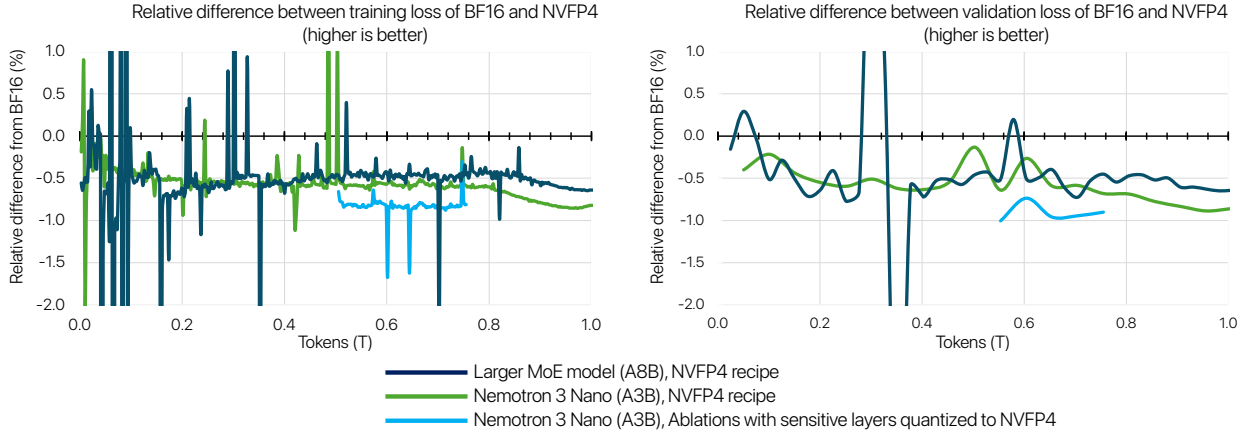 Relative difference between training loss of BF16 and NVFP4
(higher is better)
Relative difference from BF16 (%)
1.0
0.5
0.0
-0.5
-1.0
-1.5
-2.0
0.0 0.2 0.4 0.6 0.8 1.0
Tokens (T)
Relative difference between validation loss of BF16 and NVFP4
(higher is better)
Relative difference from BF16 (%)
1.0
0.5
0.0
-0.5
-1.0
-1.5
-2.0
0.0 0.2 0.4 0.6 0.8 1.0
Tokens (T)
Larger MoE model (A8B), NVFP4 recipe
Nemotron 3 Nano (A3B), NVFP4 recipe
Nemotron 3 Nano (A3B), Ablations with sensitive layers quantized to NVFP4